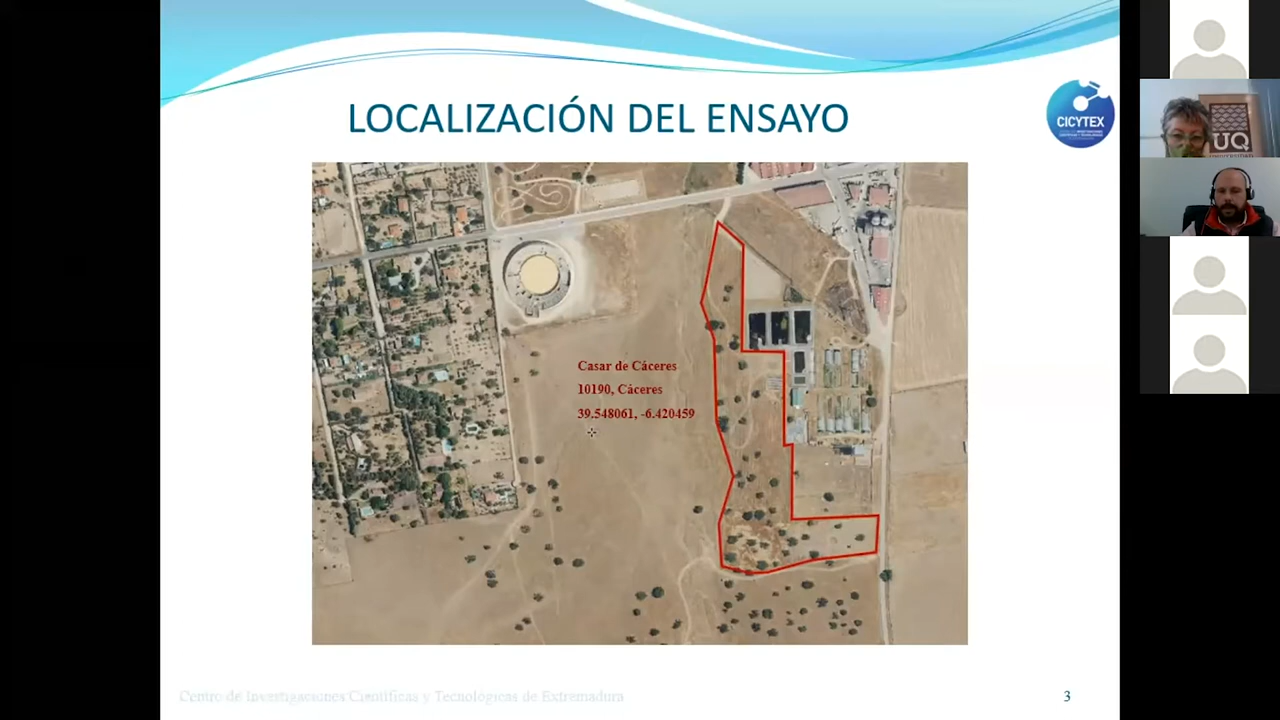 LOCALIZACIÓN DEL ENSAYO
CICYTEX
UQ
Casar de Cáceres
10190, Cáceres
39.548061, -6.420459
Centro de Investigaciones Científicas y Tecnológicas de Extremadura
3